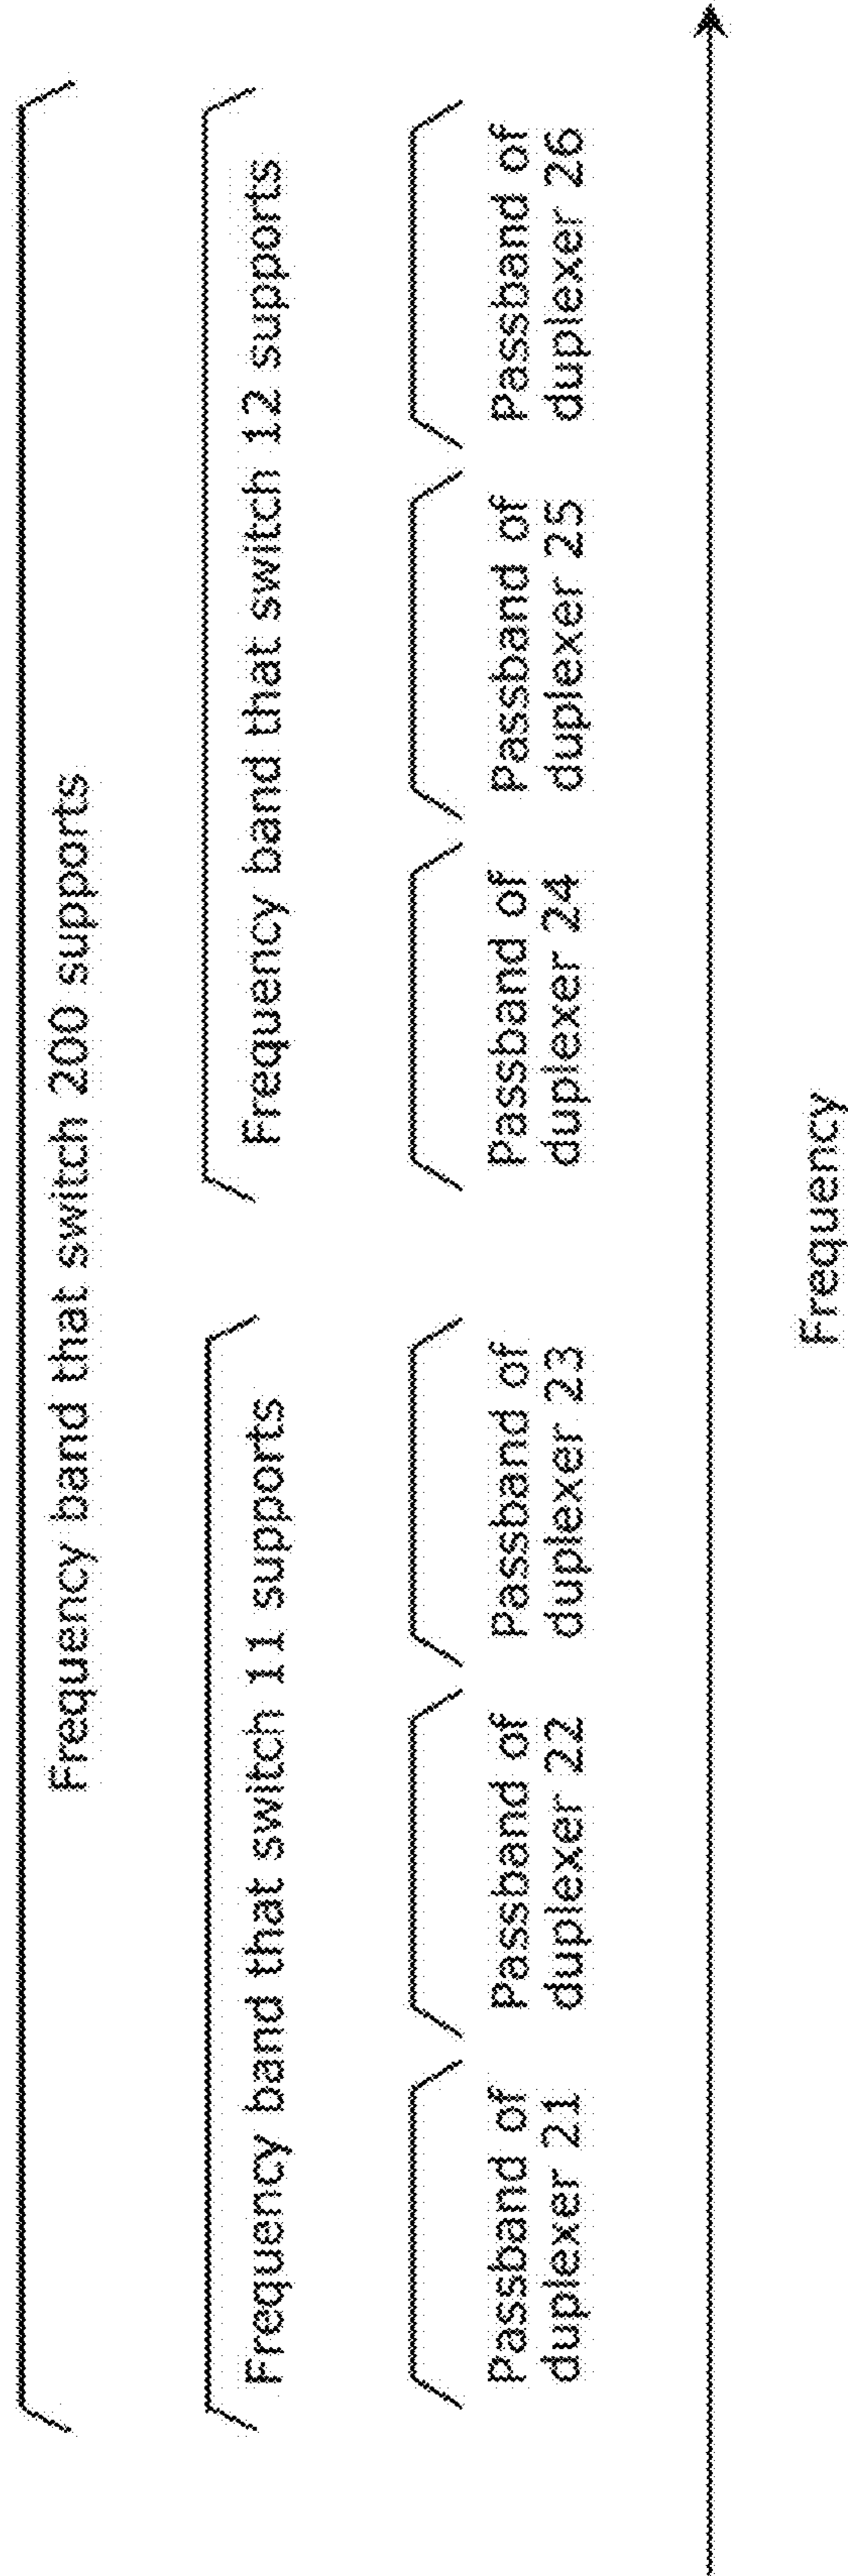 Frequency band that switch 200 supports
Frequency band that switch 11 supports
Frequency band that switch 12 supports
Passband of
duplexer 21
Passband of
duplexer 22
Passband of
duplexer 23
Passband of
duplexer 24
Passband of
duplexer 25
Passband of
duplexer 26
Frequency